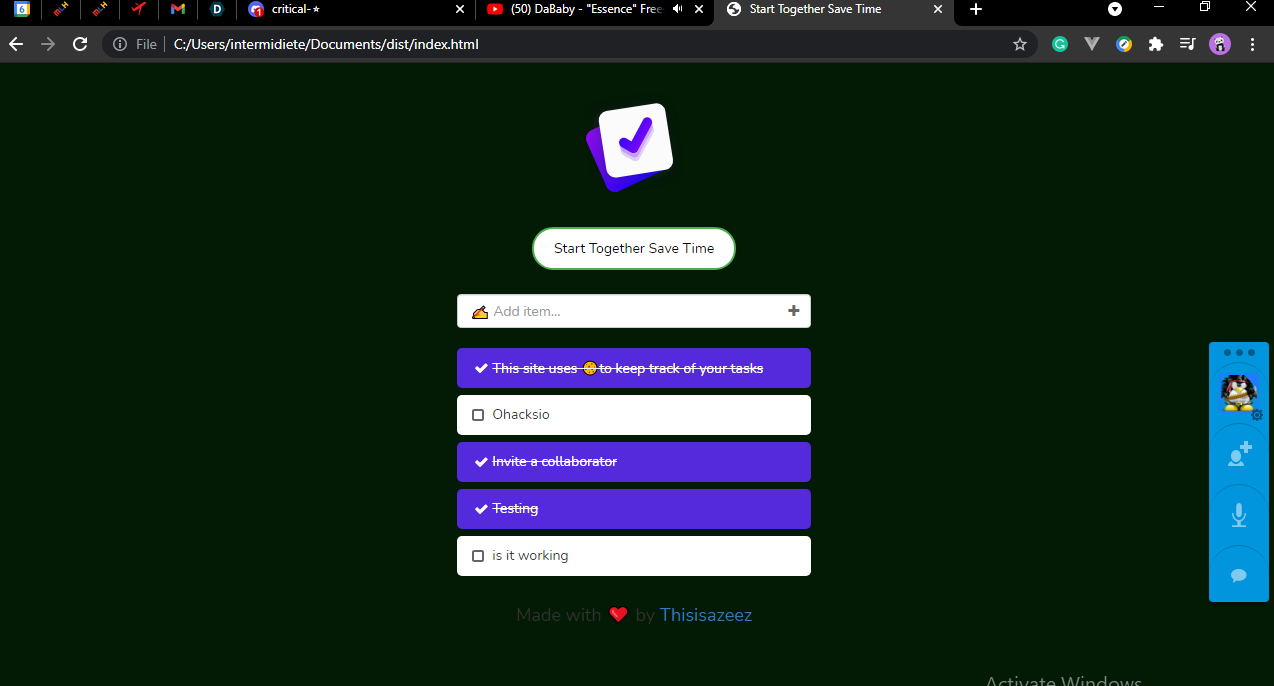 6
1
critical-⭑
(50) DaBaby - "Essence" Free
Start Together Save Time
File
C:/Users/intermidiete/Documents/dist/index.html
Start Together Save Time
✍ Add item...
This site uses 🍪to keep track of your tasks
Ohacksio
Invite a collaborator
Testing
is it working
Made with ❤ by Thisisazeez
Activate Windows